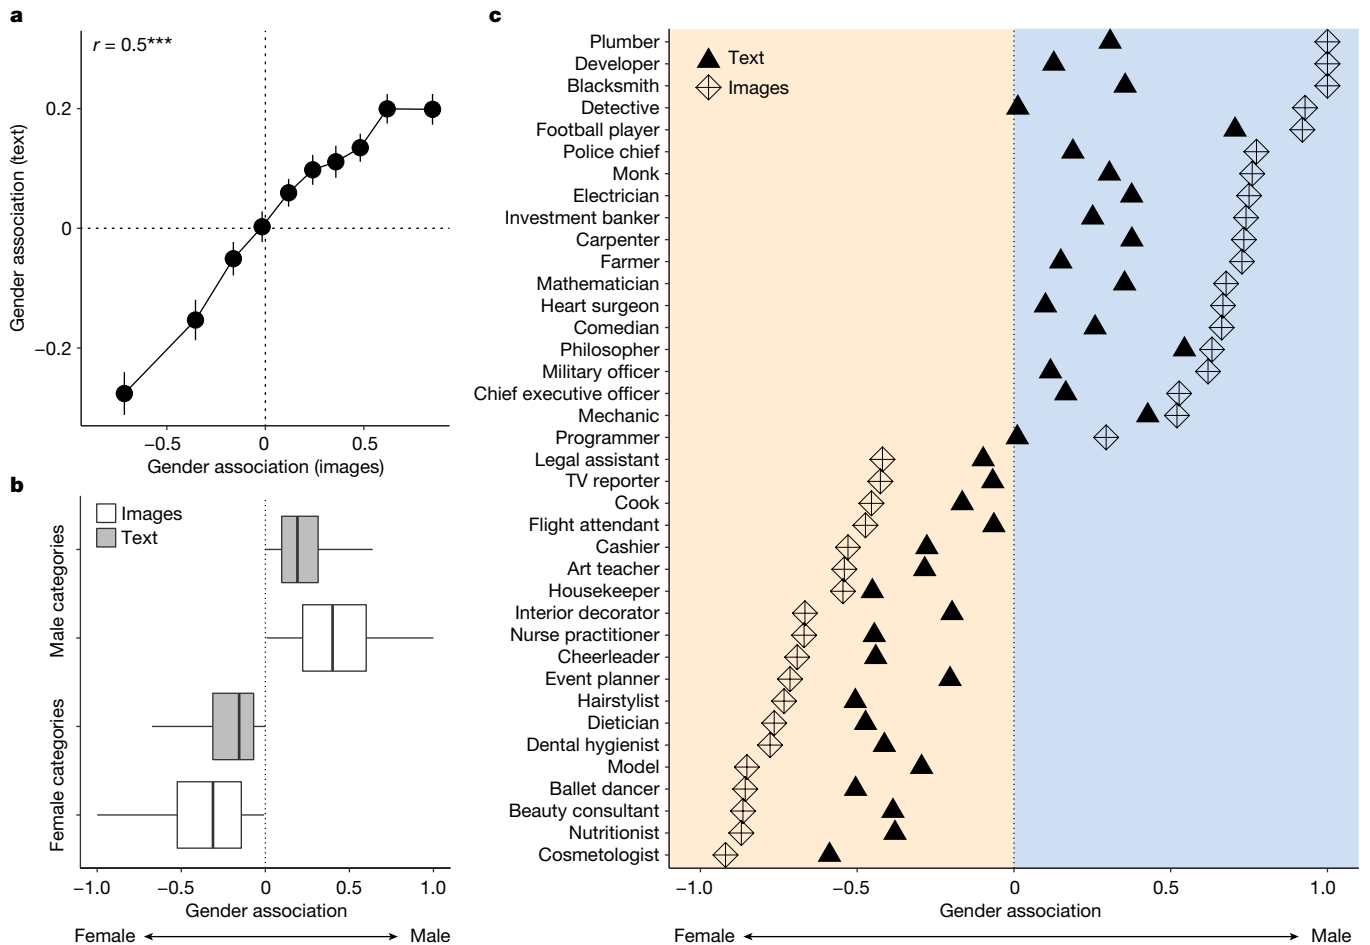 a
r = 0.5***
0.2
0
−0.2
Gender association (text)
−0.5
0
0.5
Gender association (images)
b
Images
Text
Male categories
Female categories
−1.0
−0.5
0
0.5
1.0
Gender association
Female
Male
c
Text
Images
Plumber
Developer
Blacksmith
Detective
Football player
Police chief
Monk
Electrician
Investment banker
Carpenter
Farmer
Mathematician
Heart surgeon
Comedian
Philosopher
Military officer
Chief executive officer
Mechanic
Programmer
Legal assistant
TV reporter
Cook
Flight attendant
Cashier
Art teacher
Housekeeper
Interior decorator
Nurse practitioner
Cheerleader
Event planner
Hairstylist
Dietician
Dental hygienist
Model
Ballet dancer
Beauty consultant
Nutritionist
Cosmetologist
−1.0
−0.5
0
0.5
1.0
Gender association
Female
Male